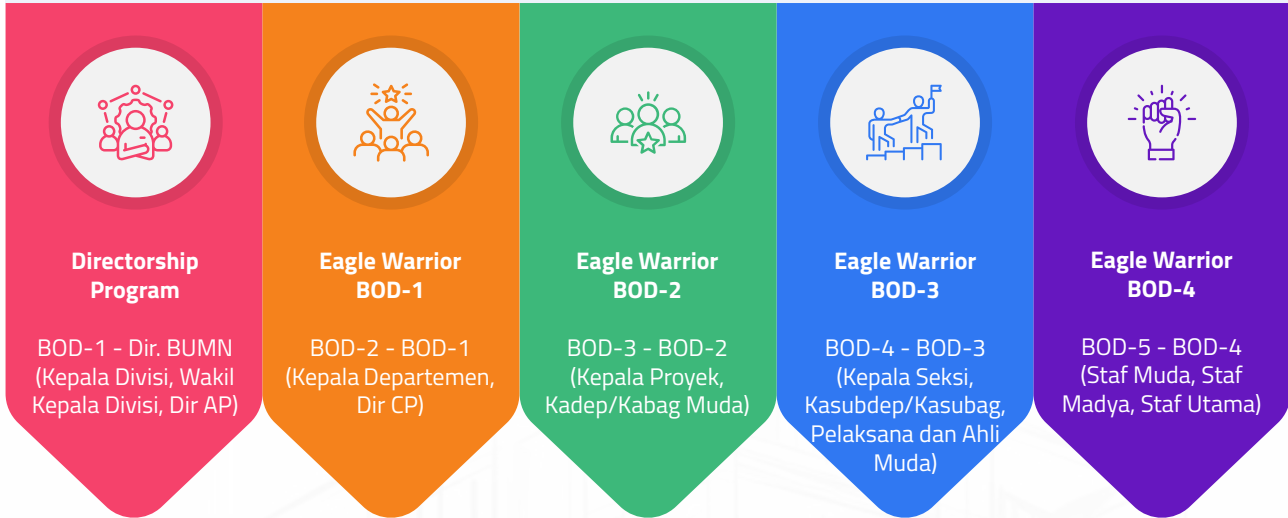 Directorship
Program
BOD-1 - Dir. BUMN
(Kepala Divisi, Wakil
Kepala Divisi, Dir AP)
Eagle Warrior
BOD-1
BOD-2 - BOD-1
(Kepala Departemen,
Dir CP)
Eagle Warrior
BOD-2
BOD-3 - BOD-2
(Kepala Proyek,
Kadep/Kabag Muda)
Eagle Warrior
BOD-3
BOD-4 - BOD-3
(Kepala Seksi,
Kasubdep/Kasubag,
Pelaksana dan Ahli
Muda)
Eagle Warrior
BOD-4
BOD-5 - BOD-4
(Staf Muda, Staf
Madya, Staf Utama)